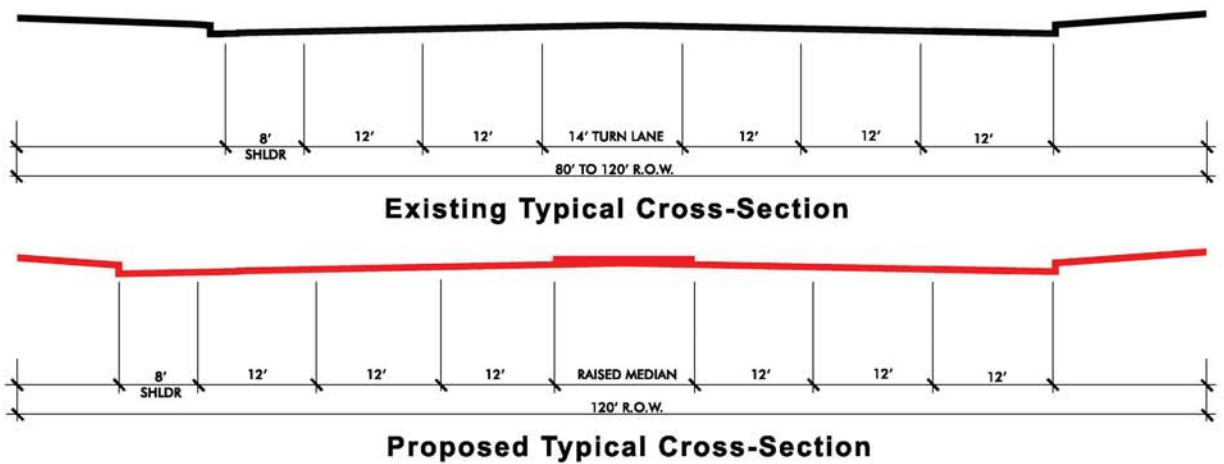 8' 12' 12' 14' TURN LANE 12' 12' 12'
SHLDR
80' TO 120' R.O.W.
Existing Typical Cross-Section
8' 12' 12' 12' RAISED MEDIAN 12' 12' 12'
SHLDR
120' R.O.W.
Proposed Typical Cross-Section